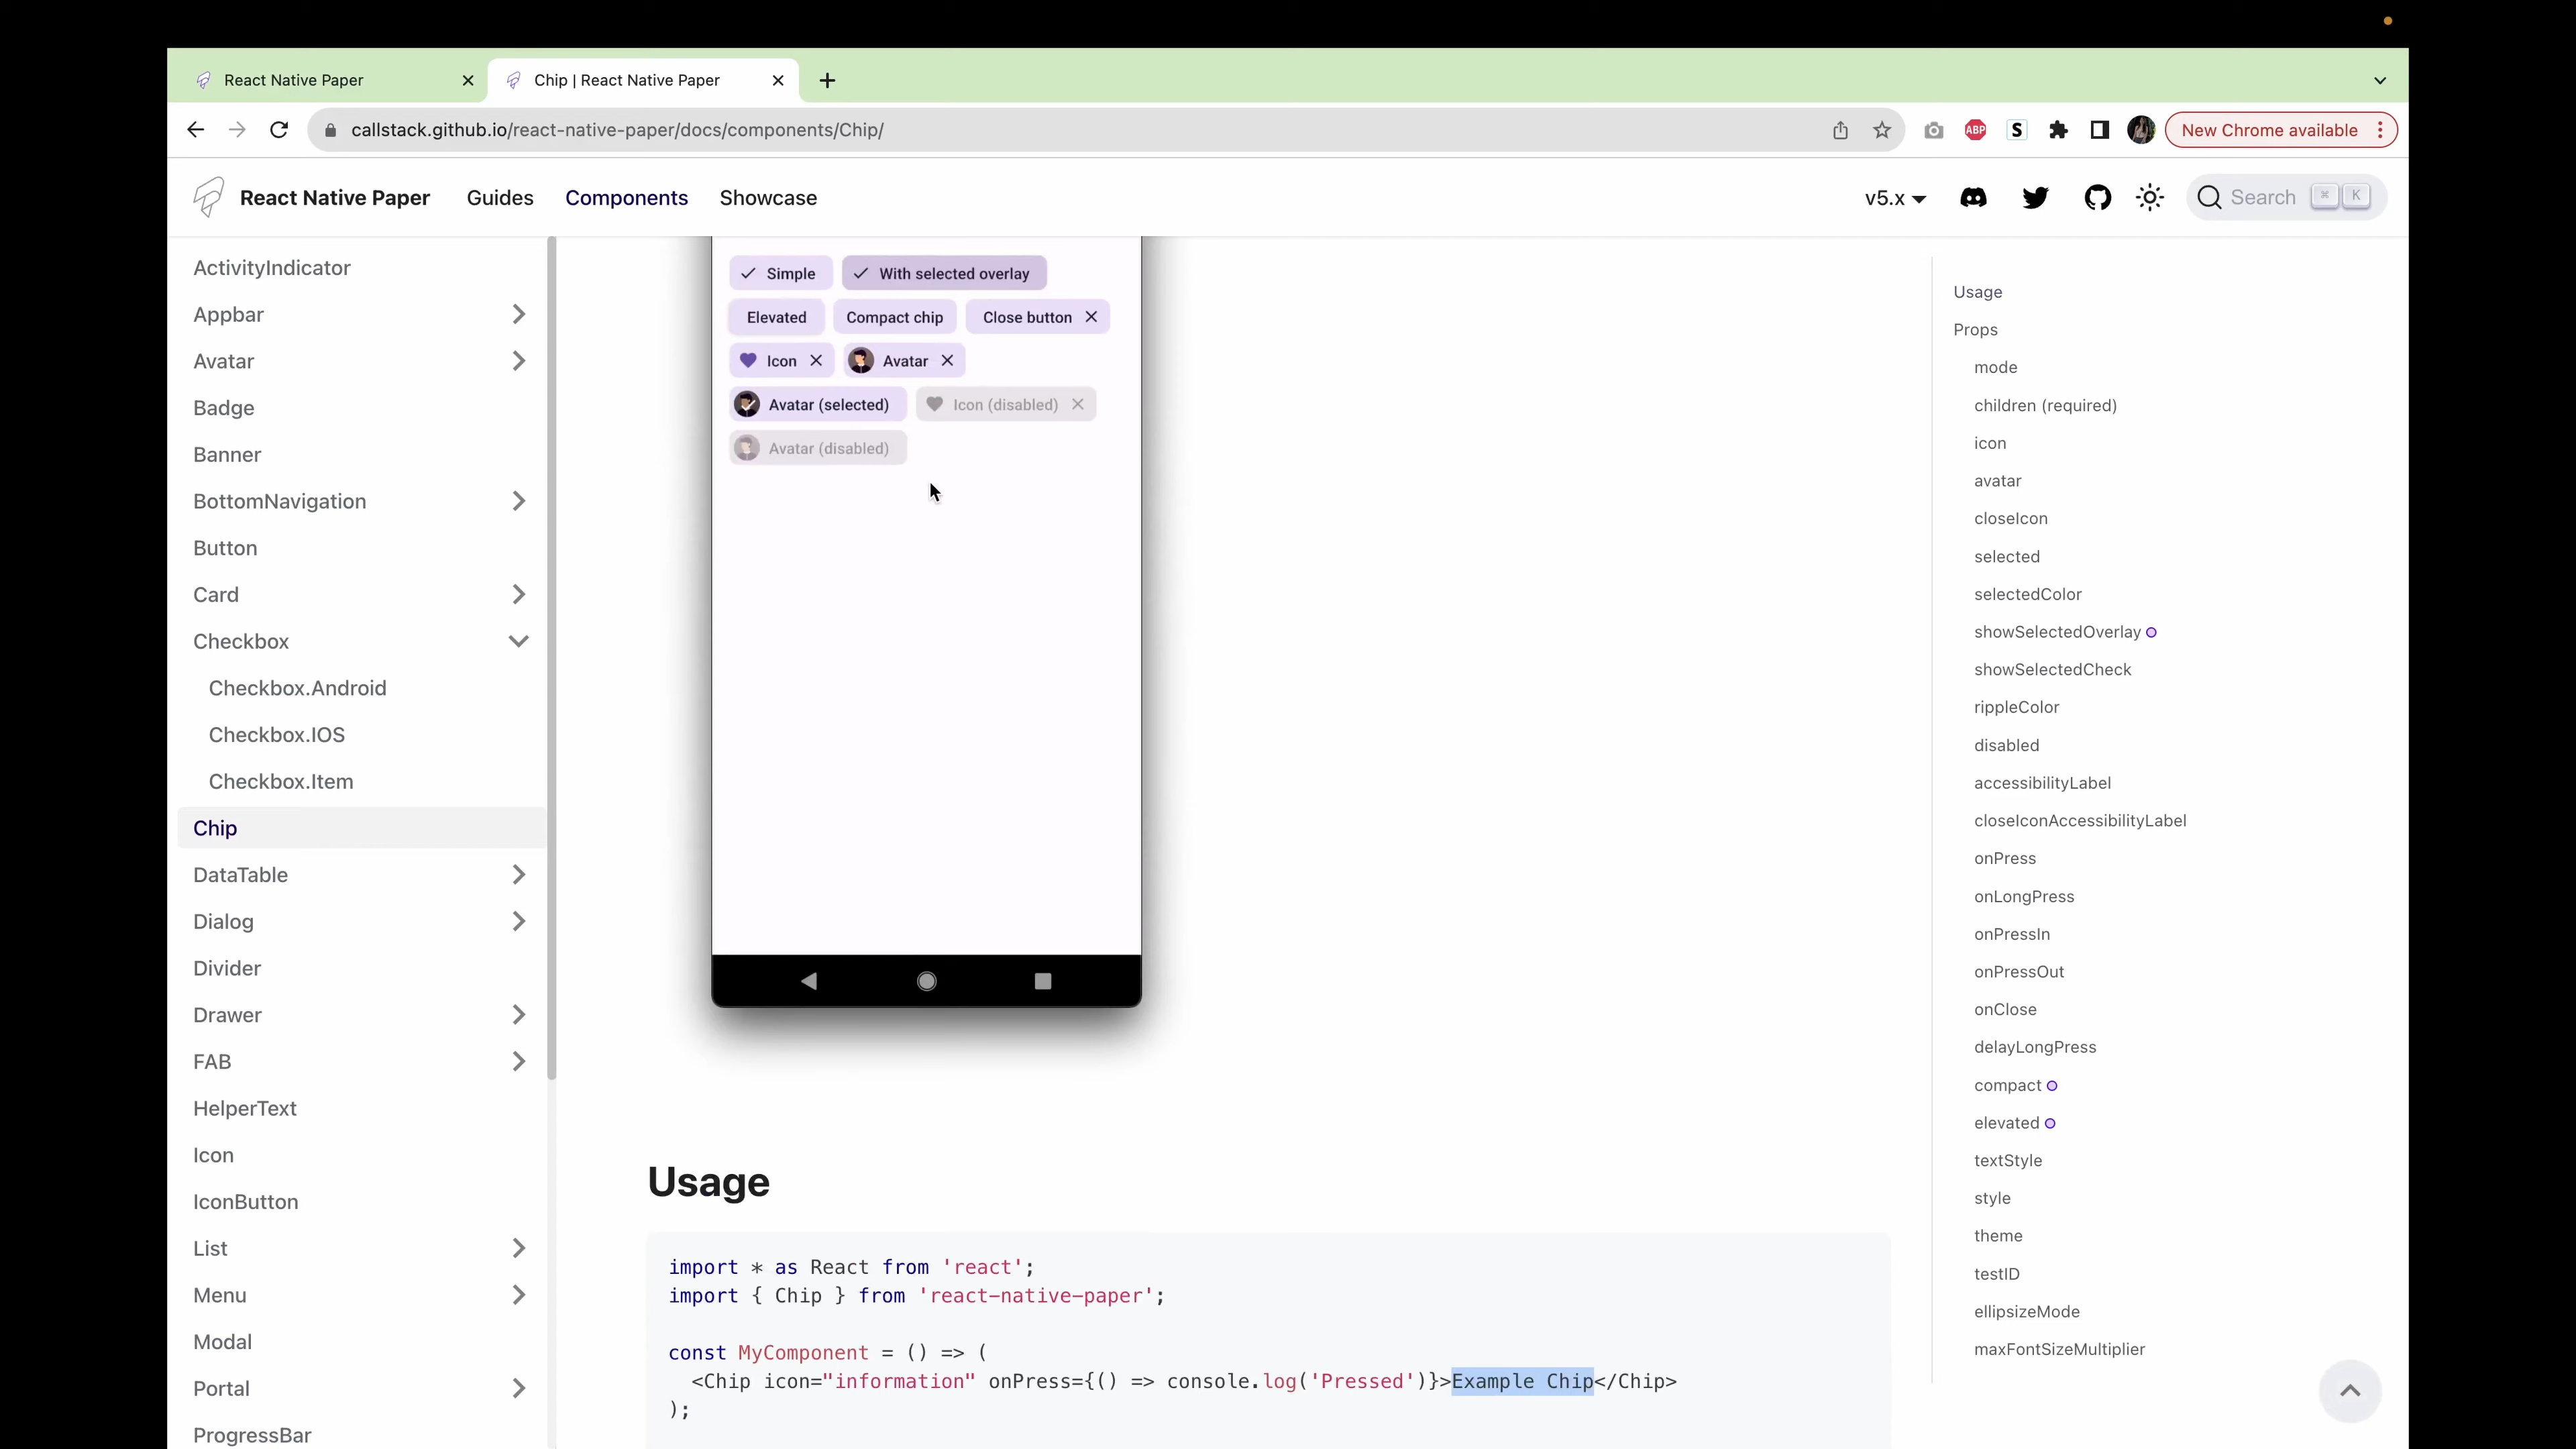 React Native Paper
Chip | React Native Paper
callstack.github.io/react-native-paper/docs/components/Chip/
ABP
S
New Chrome available
React Native Paper
Guides
Components
Showcase
v5.x
Search
⌘
K
ActivityIndicator
Appbar
Avatar
Badge
Banner
BottomNavigation
Button
Card
Checkbox
Checkbox.Android
Checkbox.IOS
Checkbox.Item
Chip
DataTable
Dialog
Divider
Drawer
FAB
HelperText
Icon
IconButton
List
Menu
Modal
Portal
ProgressBar
Simple
With selected overlay
Elevated
Compact chip
Close button
Icon
Avatar
Avatar (selected)
Icon (disabled)
Avatar (disabled)
Usage
import * as React from 'react';
import { Chip } from 'react-native-paper';
const MyComponent = () => (
<Chip icon="information" onPress={() => console.log('Pressed')}>Example Chip</Chip>
);
Usage
Props
mode
children (required)
icon
avatar
closeIcon
selected
selectedColor
showSelectedOverlay
showSelectedCheck
rippleColor
disabled
accessibilityLabel
closeIconAccessibilityLabel
onPress
onLongPress
onPressIn
onPressOut
onClose
delayLongPress
compact
elevated
textStyle
style
theme
testID
ellipsizeMode
maxFontSizeMultiplier